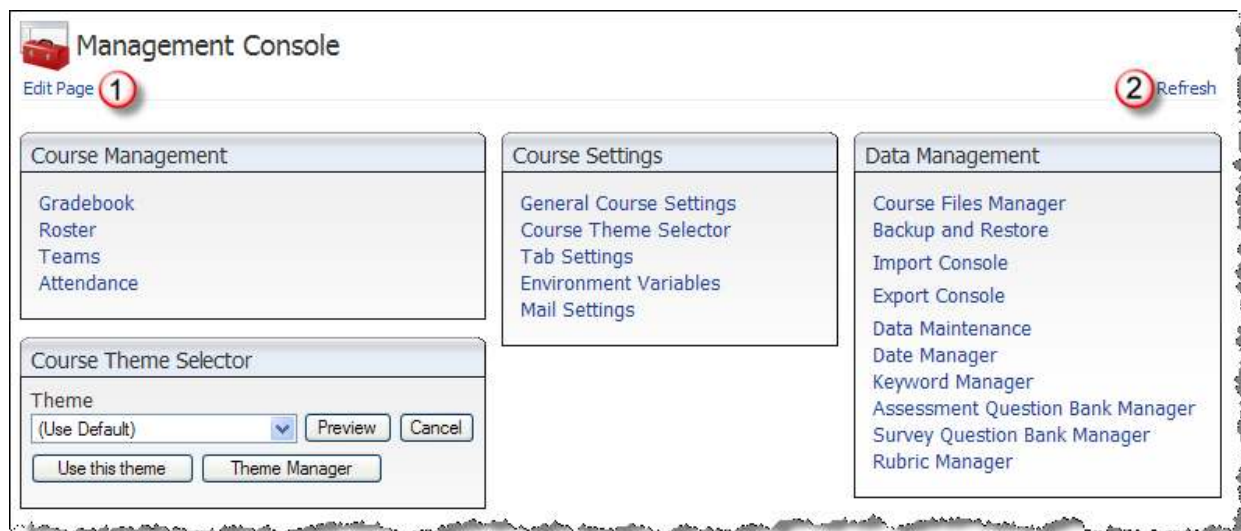 Management Console
Edit Page 1
2 Refresh
Course Management
Gradebook
Roster
Teams
Attendance
Course Theme Selector
Theme
(Use Default) Preview Cancel
Use this theme Theme Manager
Course Settings
General Course Settings
Course Theme Selector
Tab Settings
Environment Variables
Mail Settings
Data Management
Course Files Manager
Backup and Restore
Import Console
Export Console
Data Maintenance
Date Manager
Keyword Manager
Assessment Question Bank Manager
Survey Question Bank Manager
Rubric Manager